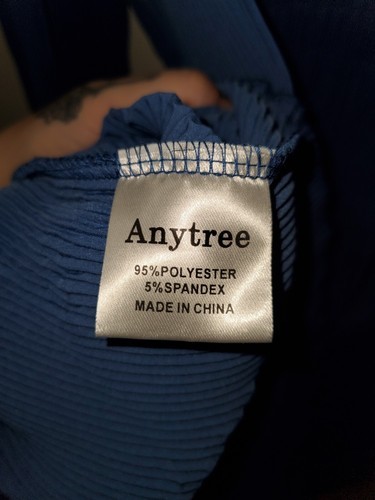 Anytree
95%POLYESTER
5%SPANDEX
MADE IN CHINA